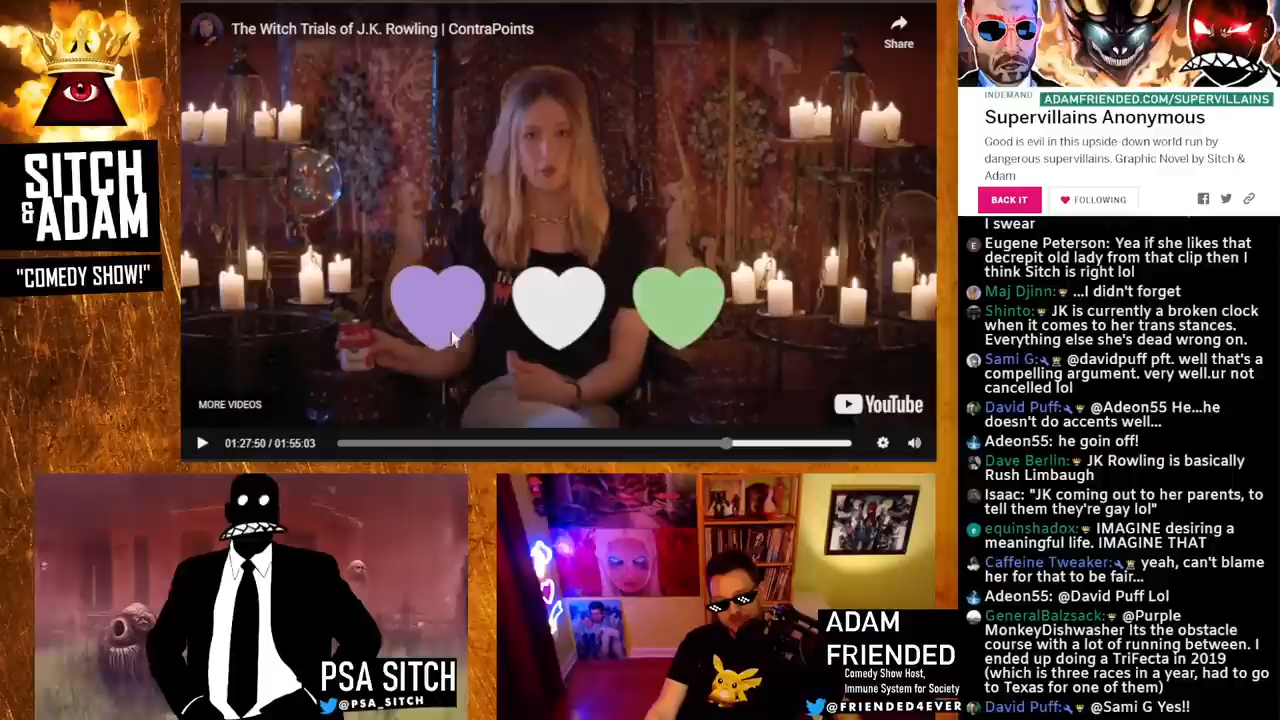 The Witch Trials of J.K. Rowling | ContraPoints
Share
MORE VIDEOS
YouTube
01:27:50 / 01:55:03
SITCH
& ADAM
"COMEDY SHOW!"
INDEMAND
ADAMFRIENDED.COM/SUPERVILLAINS
Supervillains Anonymous
Good is evil in this upside-down world run by
dangerous supervillains. Graphic Novel by Sitch &
Adam
BACK IT
FOLLOWING
I swear
Eugene Peterson: Yea if she likes that
decrepit old lady from that clip then I
think Sitch is right lol
Maj Djinn: ...I didn't forget
Shinto: JK is currently a broken clock
when it comes to her trans stances.
Everything else she's dead wrong on.
Sami G: @davidpuff pft. well that's a
compelling argument. very well.ur not
cancelled lol
David Puff: @Adeon55 He...he
doesn't do accents well...
Adeon55: he goin off!
Dave Berlin: JK Rowling is basically
Rush Limbaugh
Isaac: "JK coming out to her parents, to
tell them they're gay lol"
equinshadox: IMAGINE desiring a
meaningful life. IMAGINE THAT
Caffeine Tweaker: yeah, can't blame
her for that to be fair...
Adeon55: @David Puff Lol
GeneralBalzsack: @Purple
MonkeyDishwasher Its the obstacle
course with a lot of running between. I
ended up doing a TriFecta in 2019
(which is three races in a year, had to go
to Texas for one of them)
David Puff: @Sami G Yes!!
PSA SITCH
@PSA_SITCH
ADAM
FRIENDED
Comedy Show Host,
Immune System for Society
@FRIENDED4EVER